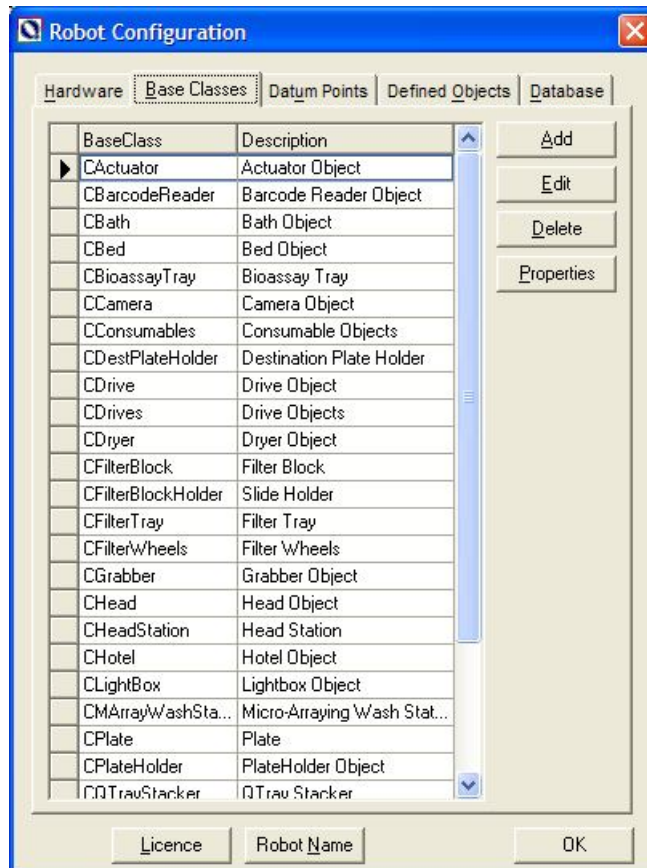 Robot Configuration
Hardware Base Classes Datum Points Defined Objects Database
BaseClass Description
CActuator Actuator Object
CBarcodeReader Barcode Reader Object
CBath Bath Object
CBed Bed Object
CBioassayTray Bioassay Tray
CCamera Camera Object
CConsumables Consumable Objects
CDestPlateHolder Destination Plate Holder
CDrive Drive Object
CDrives Drive Objects
CDryer Dryer Object
CFilterBlock Filter Block
CFilterBlockHolder Slide Holder
CFilterTray Filter Tray
CFilterWheels Filter Wheels
CGrabber Grabber Object
CHead Head Object
CHeadStation Head Station
CHotel Hotel Object
CLightBox Lightbox Object
CMArrayWashSta... Micro-Arraying Wash Stat...
CPlate Plate
CPlateHolder PlateHolder Object
CQTrayStacker QTray Stacker
Add
Edit
Delete
Properties
Licence Robot Name OK